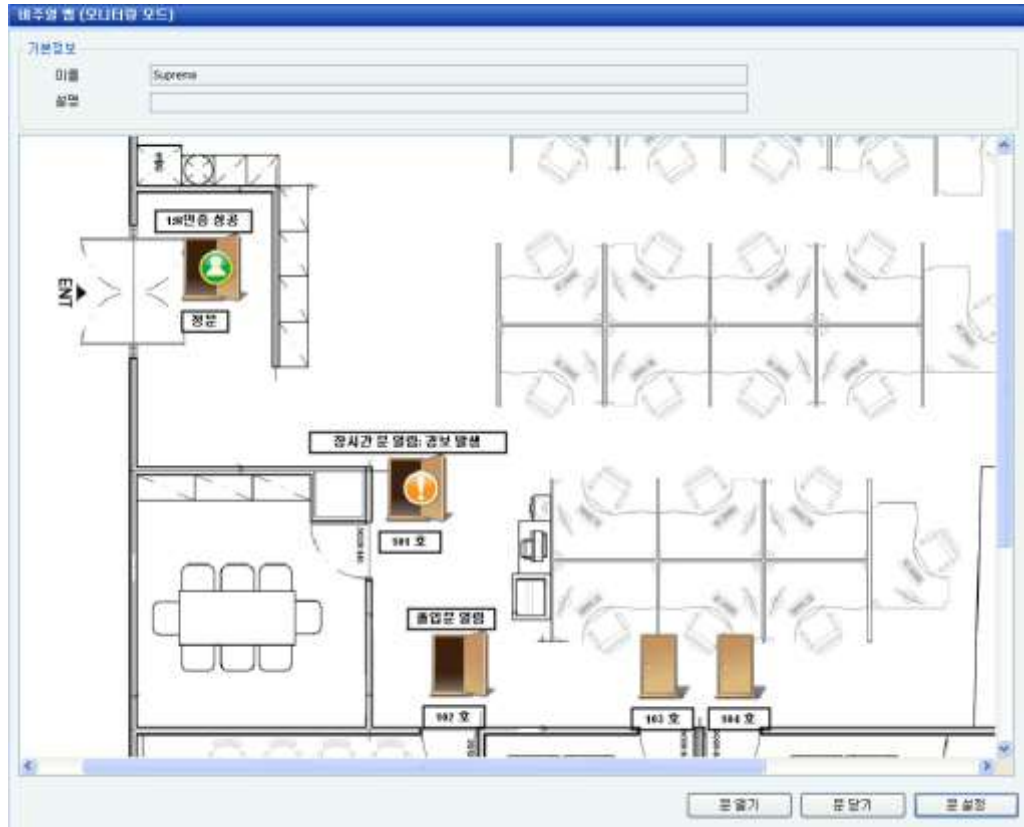 비주얼 맵 (모니터링 모드)
기본정보
이름
Suprema
설명
1:N인증 성공
ENT
정문
장시간 문 열림: 경보 발생
101 호
출입문 열림
102 호
103 호
104 호
문 열기
문 닫기
문 설정